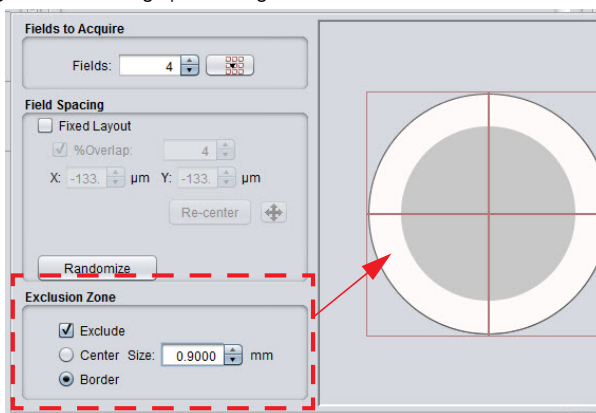 Fields to Acquire
Fields: 4
Field Spacing
Fixed Layout
%Overlap: 4
X: -133. µm Y: -133. µm
Re-center
Randomize
Exclusion Zone
Exclude
Center Size: 0.9000 mm
Border